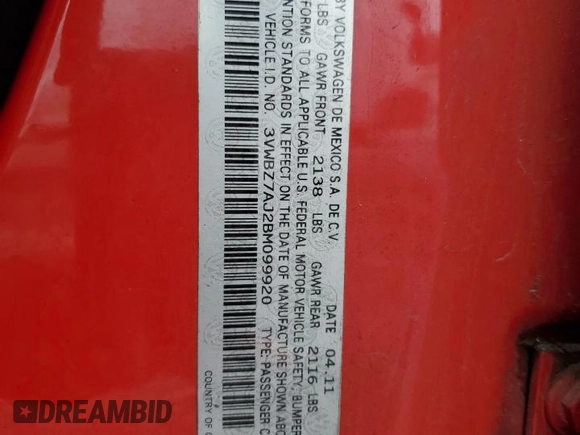 BY VOLKSWAGEN DE MEXICO S.A. DE C.V.
DATE 04.11
LBS GAWR FRONT 2138 LBS GAWR REAR 2116 LBS
FORMS TO ALL APPLICABLE U.S. FEDERAL MOTOR VEHICLE SAFETY, BUMPER
NTION STANDARDS IN EFFECT ON THE DATE OF MANUFACTURE SHOWN ABO
VEHICLE I.D. NO. 3VWBZ7AJ2BM099920 TYPE: PASSENGER C
COUNTRY OF O
DREAMBID